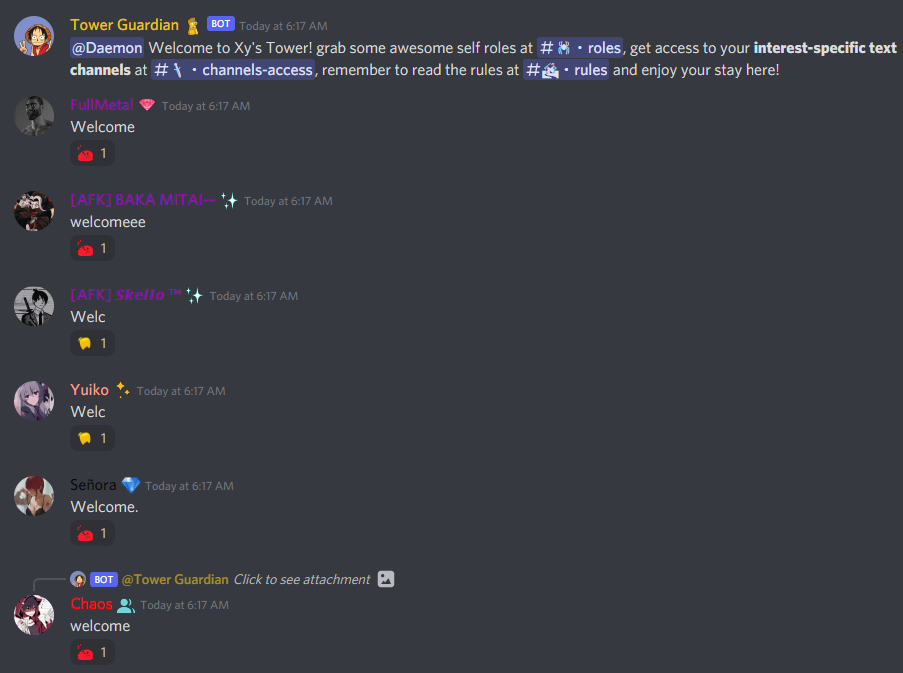 Tower Guardian BOT Today at 6:17 AM
@Daemon Welcome to Xy's Tower! grab some awesome self roles at # • roles, get access to your interest-specific text
channels at # • channels-access, remember to read the rules at # • rules and enjoy your stay here!
FullMetal Today at 6:17 AM
Welcome
1
[AFK] BAKA MITAI-- Today at 6:17 AM
welcomeee
1
[AFK] Skello ™ Today at 6:17 AM
Welc
1
Yuiko Today at 6:17 AM
Welc
1
Señora Today at 6:17 AM
Welcome.
1
BOT @Tower Guardian Click to see attachment
Chaos Today at 6:17 AM
welcome
1